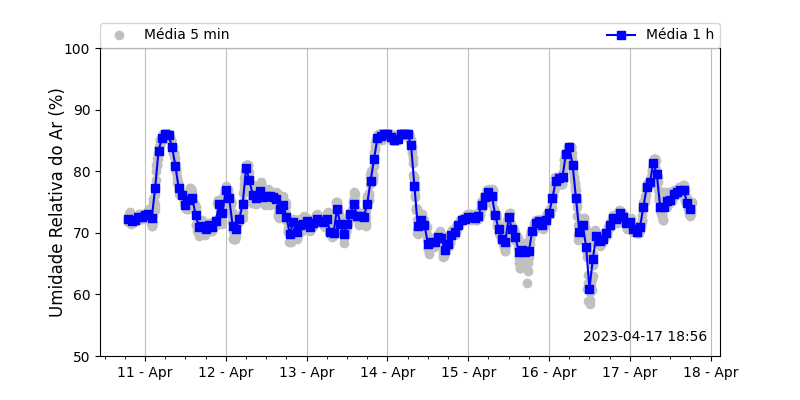 Média 5 min
Média 1 h
Umidade Relativa do Ar (%)
100
90
80
70
60
50
2023-04-17 18:56
11 - Apr
12 - Apr
13 - Apr
14 - Apr
15 - Apr
16 - Apr
17 - Apr
18 - Apr